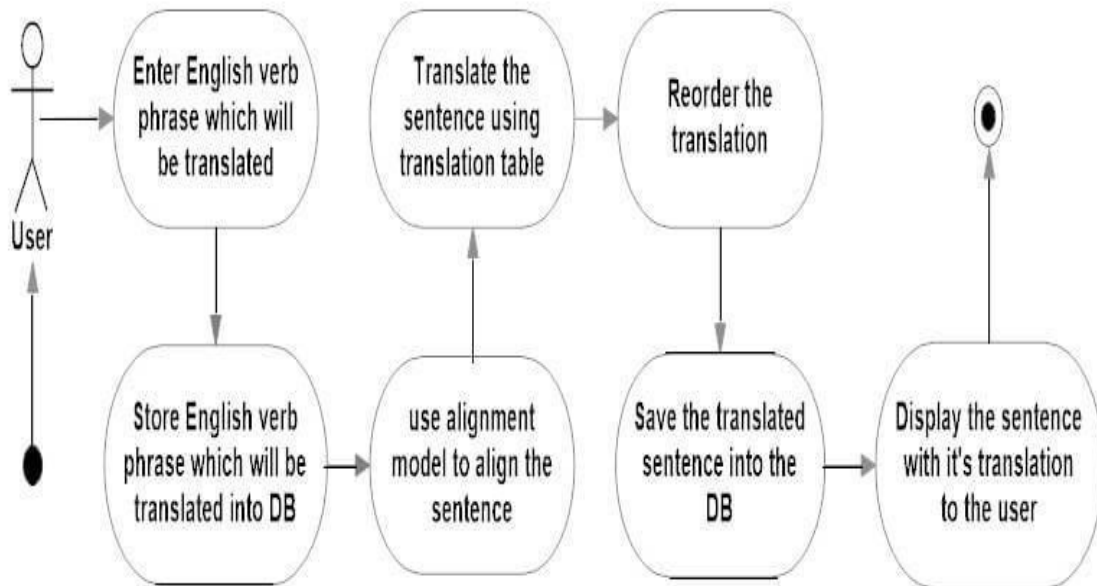 User
Enter English verb
phrase which will
be translated
Store English verb
phrase which will be
translated into DB
use alignment
model to align the
sentence
Translate the
sentence using
translation table
Reorder the
translation
Save the translated
sentence into the
DB
Display the sentence
with it's translation
to the user